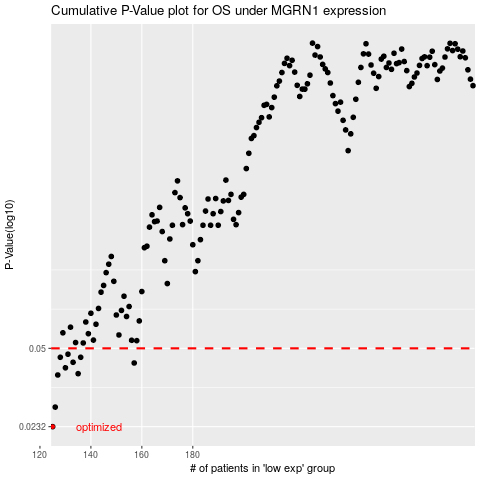 Cumulative P-Value plot for OS under MGRN1 expression
P-Value(log10)
0.05
0.0232
optimized
120 140 160 180
# of patients in 'low exp' group